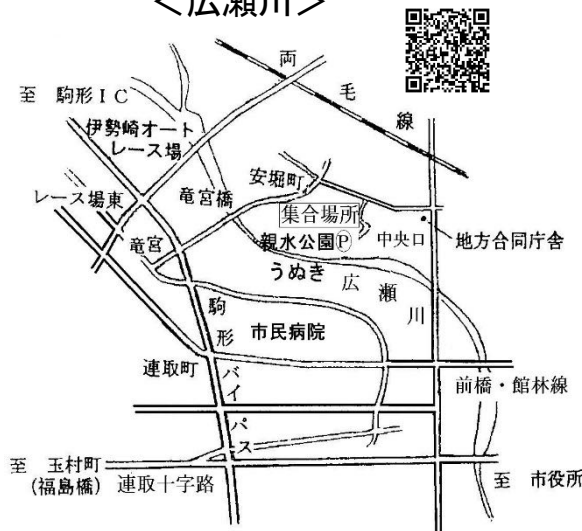 ＜広瀬川＞
両毛線
至 駒形ＩＣ
伊勢崎オート
レース場
安堀町
レース場東
竜宮橋
集合場所
竜宮
親水公園Ⓟ
中央口
地方合同庁舎
うぬき
広瀬川
駒形バイパス
市民病院
連取町
前橋・館林線
至 玉村町
(福島橋)
連取十字路
至 市役所